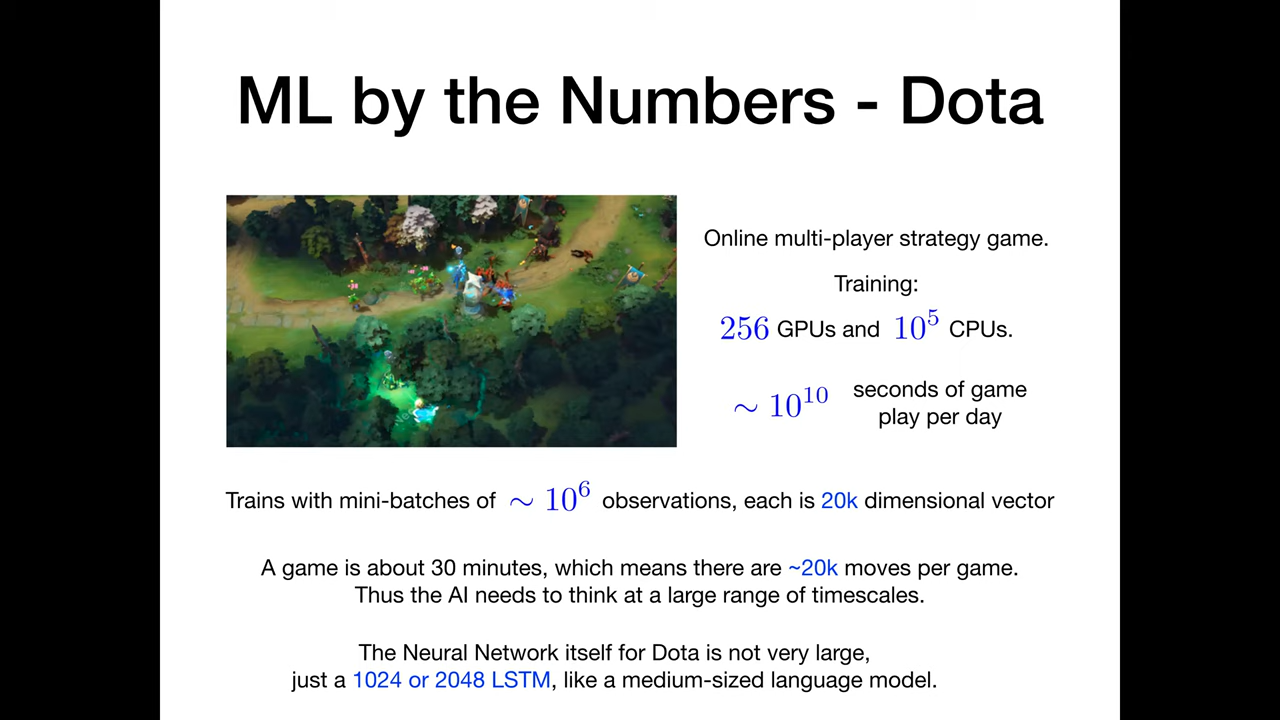 ML by the Numbers - Dota
Online multi-player strategy game.
Training:
256 GPUs and 10^5 CPUs.
~ 10^10 seconds of game
play per day
Trains with mini-batches of ~ 10^6 observations, each is 20k dimensional vector
A game is about 30 minutes, which means there are ~20k moves per game.
Thus the AI needs to think at a large range of timescales.
The Neural Network itself for Dota is not very large,
just a 1024 or 2048 LSTM, like a medium-sized language model.